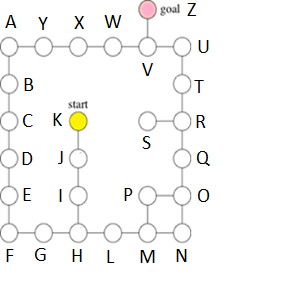 goal Z
A Y X W
U
V
B T
start
C K R
S
D J Q
E I P O
F G H L M N